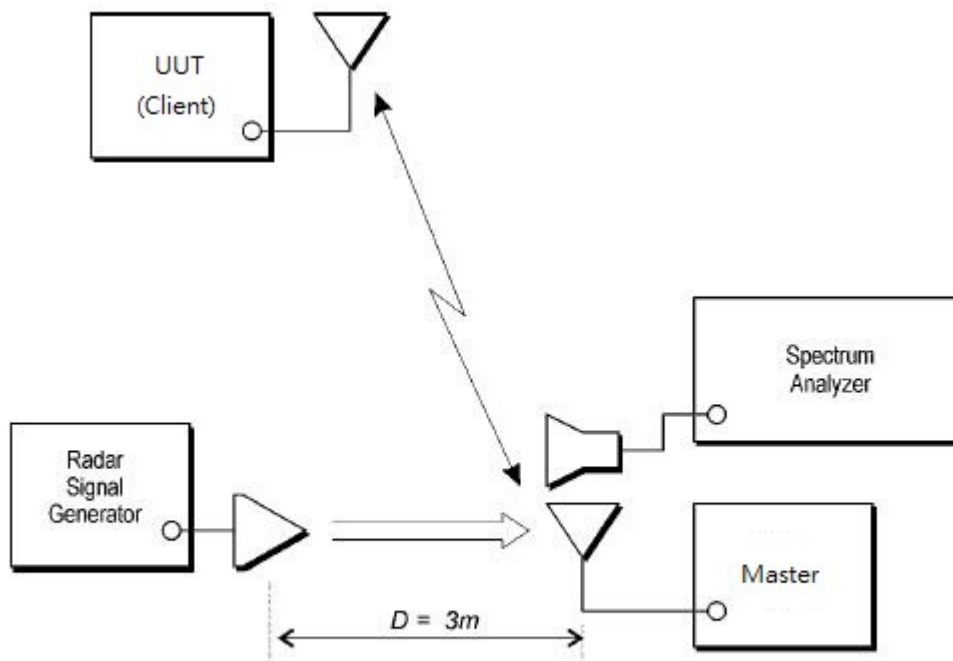 UUT
(Client)
Spectrum
Analyzer
Radar
Signal
Generator
Master
D = 3m